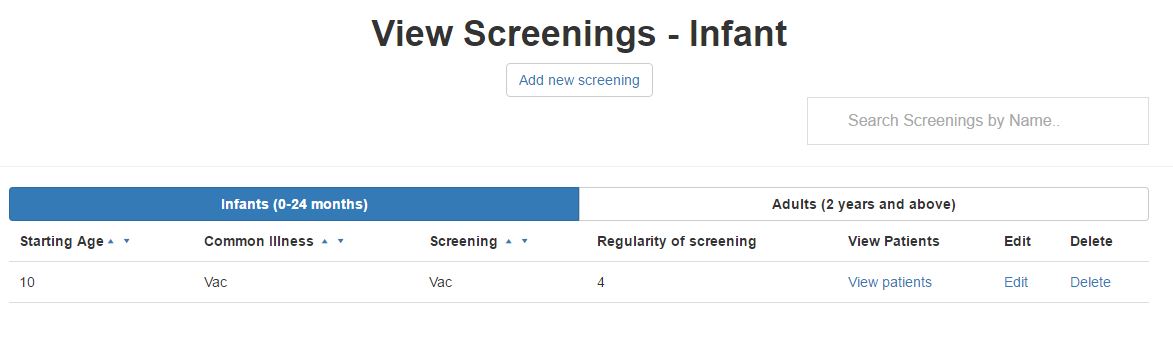 View Screenings - Infant
Add new screening
Search Screenings by Name..
Infants (0-24 months) Adults (2 years and above)
Starting Age Common Illness Screening Regularity of screening View Patients Edit Delete
10 Vac Vac 4 View patients Edit Delete